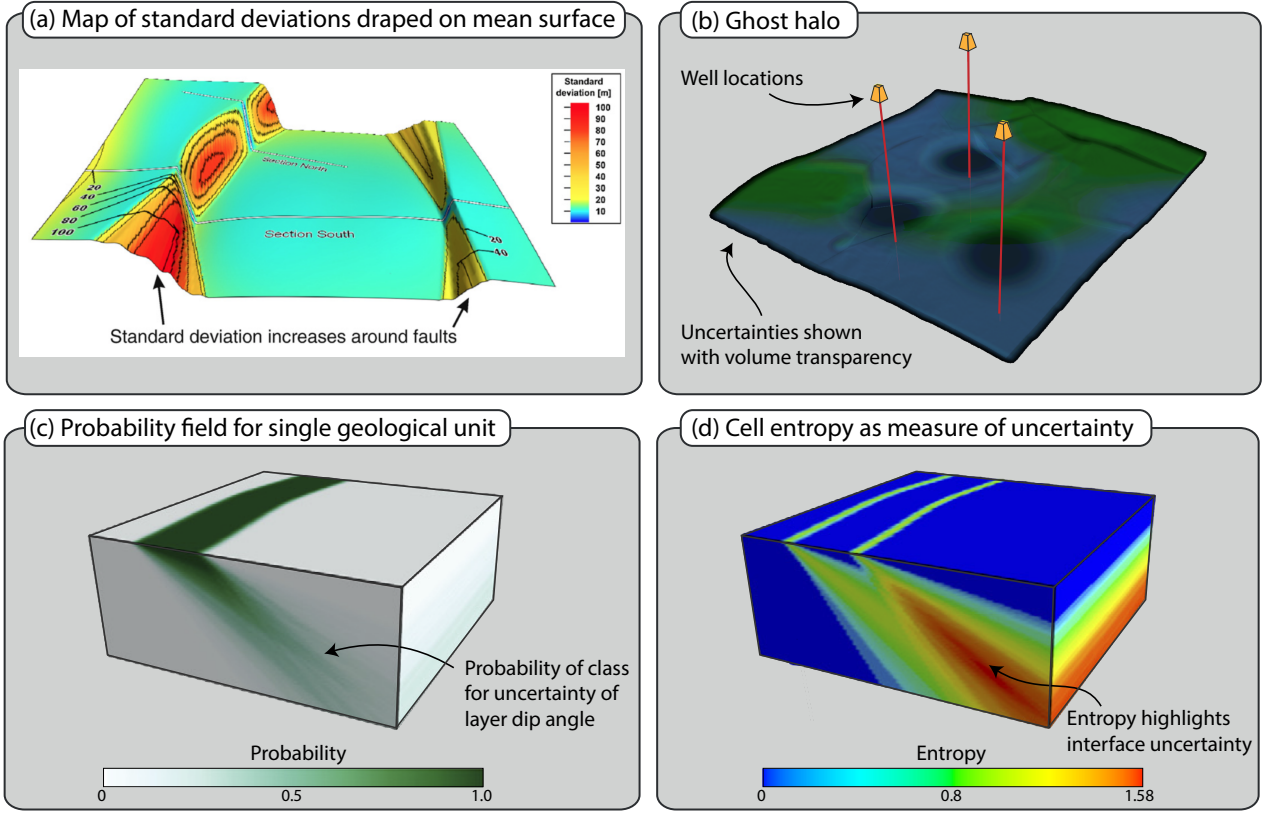 (a) Map of standard deviations draped on mean surface
Standard
deviation [m]
100
90
80
70
60
50
40
30
20
10
Section North
20
40
60
80
100
Section South
20
40
Standard deviation increases around faults
(b) Ghost halo
Well locations
Uncertainties shown
with volume transparency
(c) Probability field for single geological unit
Probability of class
for uncertainty of
layer dip angle
Probability
0
0.5
1.0
(d) Cell entropy as measure of uncertainty
Entropy highlights
interface uncertainty
Entropy
0
0.8
1.58